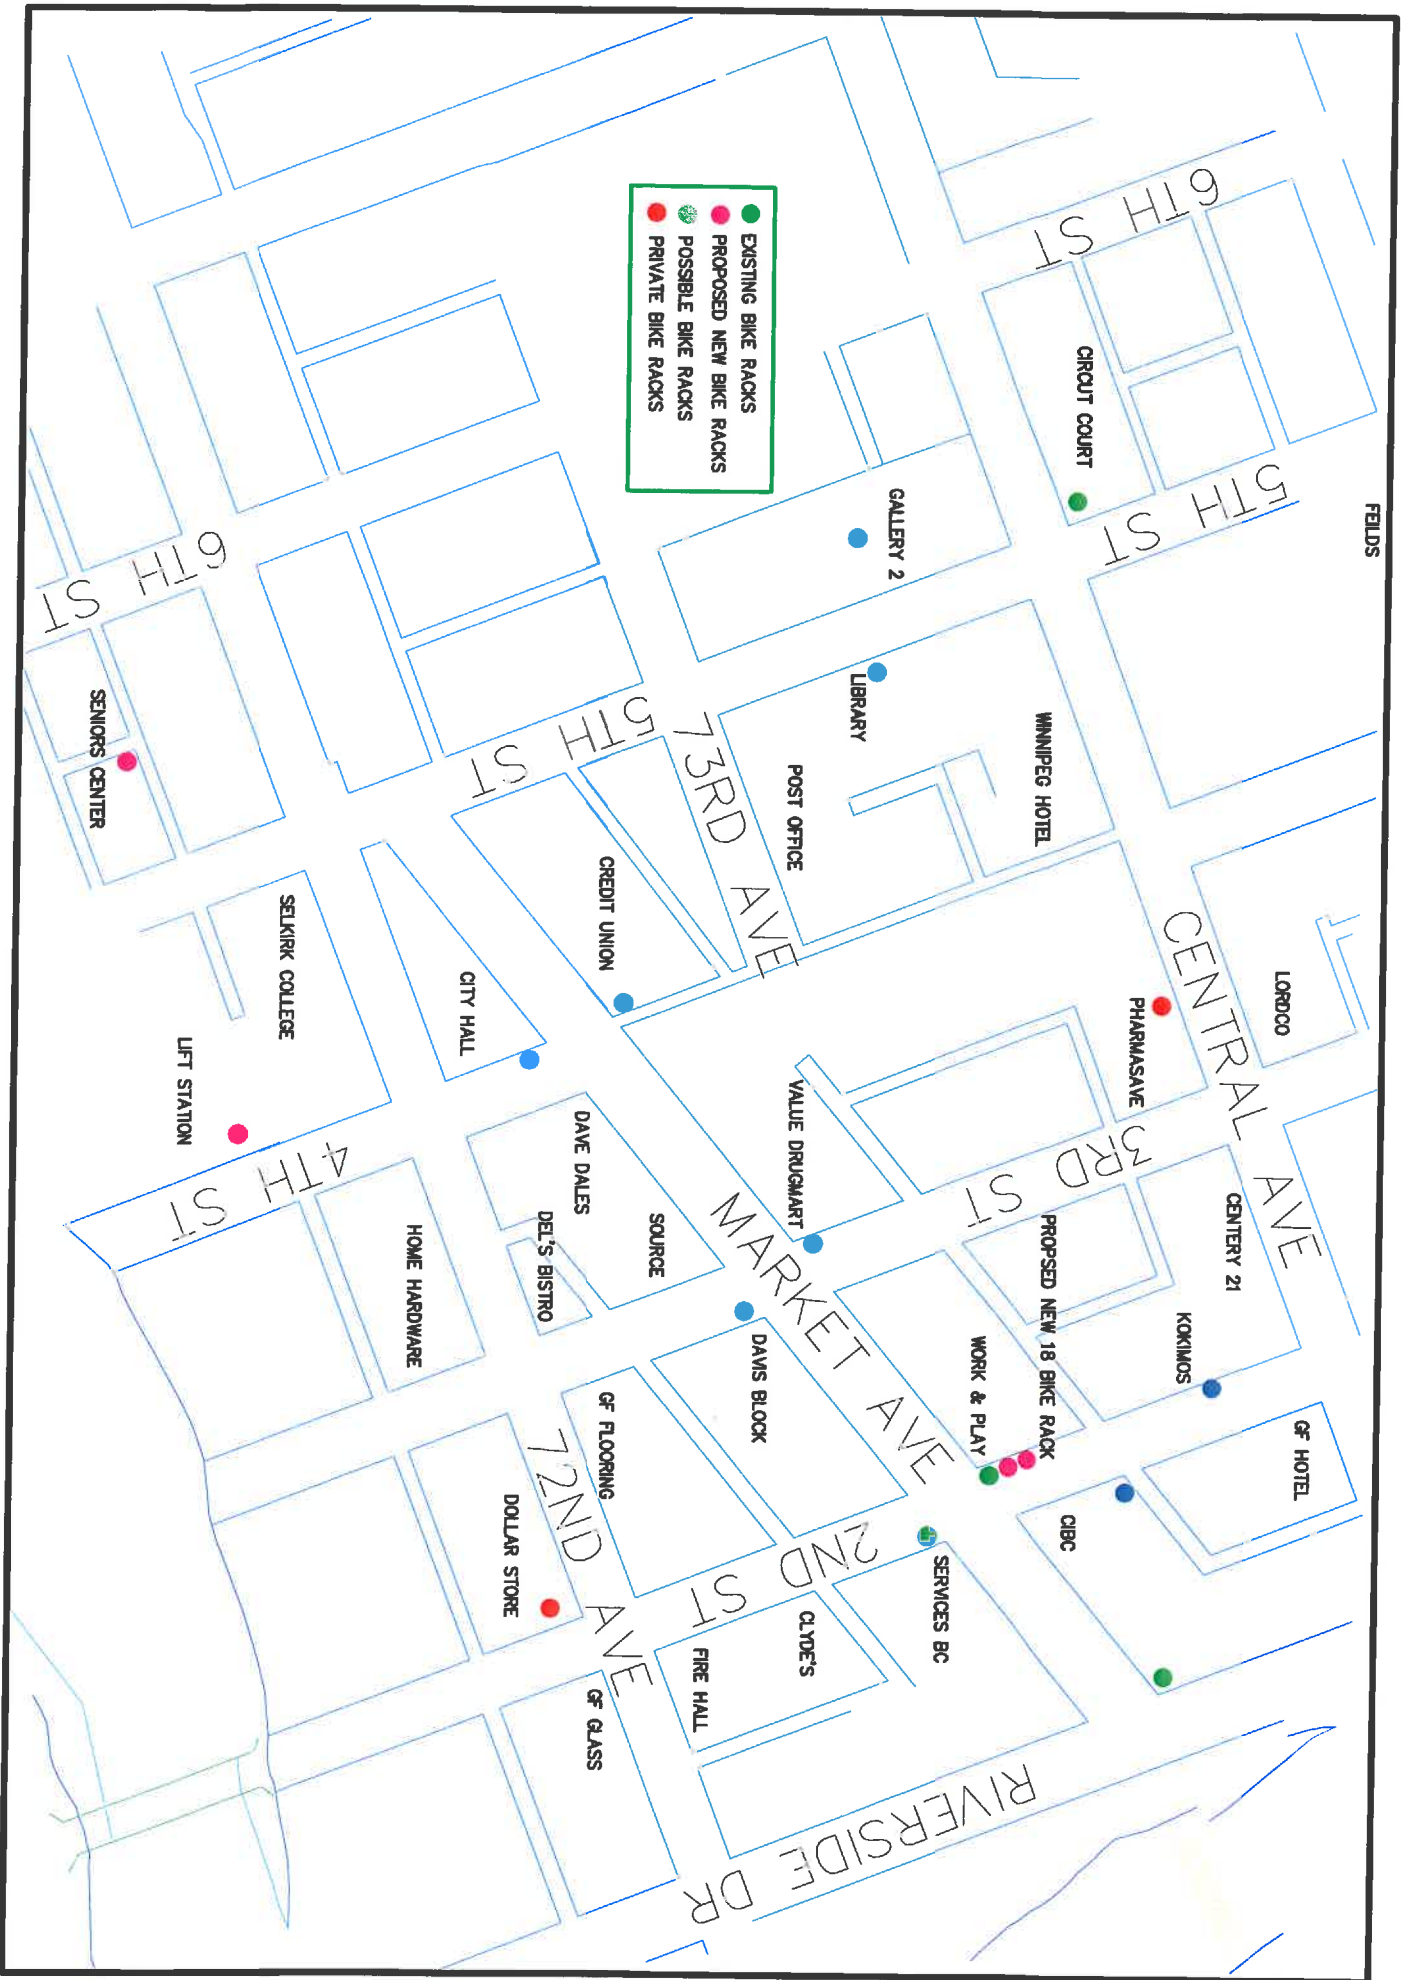 FEILDS
6TH ST
5TH ST
CIRCUT COURT
GALLERY 2
LIBRARY
WINNIPEG HOTEL
POST OFFICE
EXISTING BIKE RACKS
PROPOSED NEW BIKE RACKS
POSSIBLE BIKE RACKS
PRIVATE BIKE RACKS
LORDCO
CENTRAL AVE
PHARMASAVE
3RD ST
CENTERY 21
KOKIMOS
GF HOTEL
CIBC
PROPSED NEW 18 BIKE RACK
WORK & PLAY
73RD AVE
VALUE DRUGMART
MARKET AVE
SERVICES BC
5TH ST
CREDIT UNION
CITY HALL
DAVE DALES
SOURCE
DEL'S BISTRO
DAVIS BLOCK
2ND ST
CLYDE'S
FIRE HALL
RIVERSIDE DR
6TH ST
SENIORS CENTER
SELKIRK COLLEGE
LIFT STATION
4TH ST
HOME HARDWARE
GF FLOORING
72ND AVE
DOLLAR STORE
GF GLASS